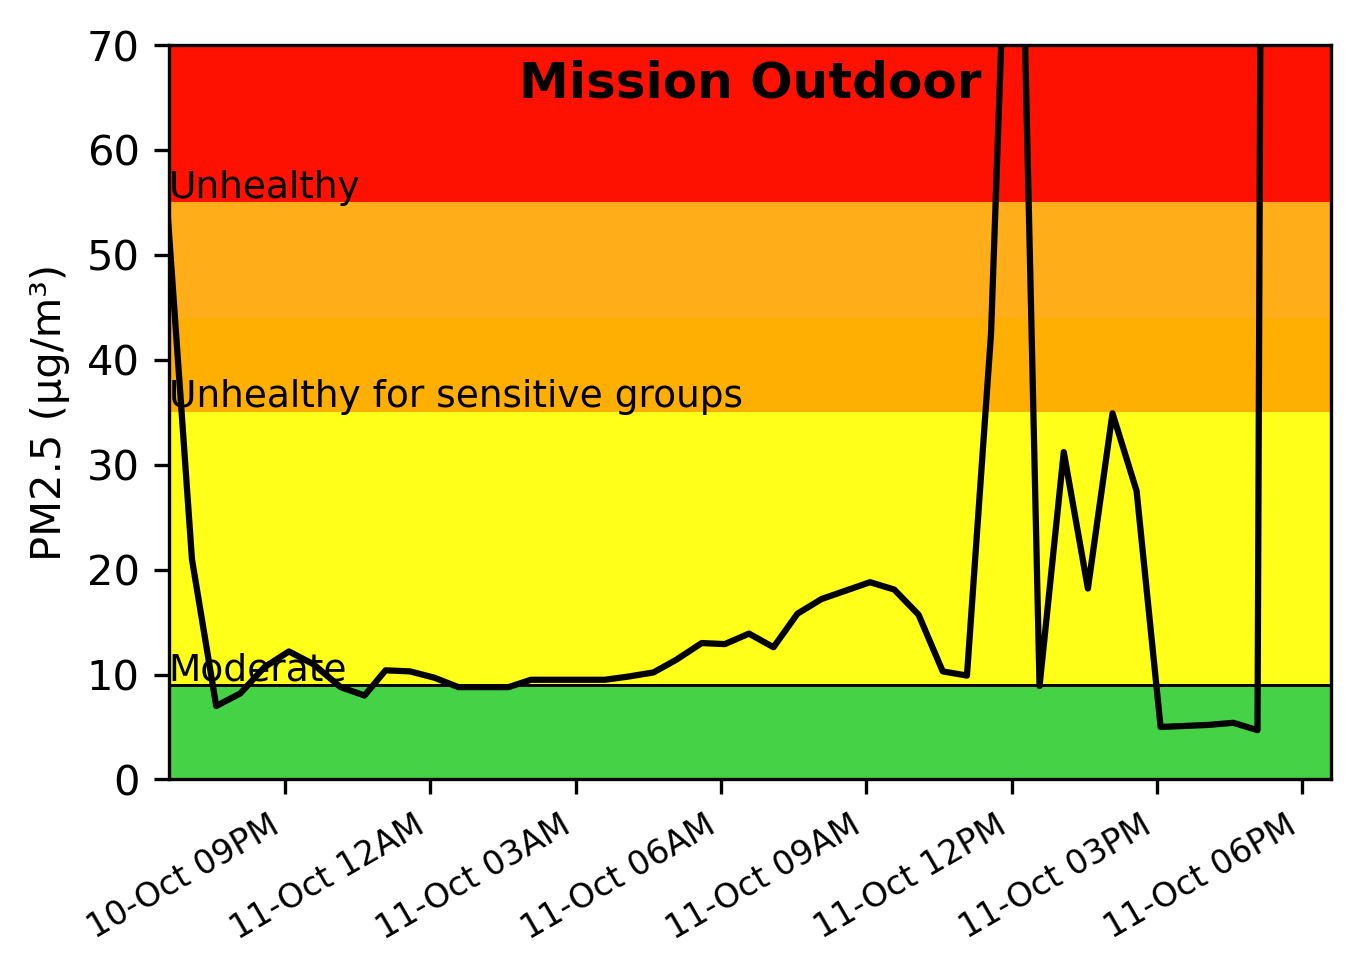 Mission Outdoor
PM2.5 (µg/m³)
70
60
50
40
30
20
10
0
Unhealthy
Unhealthy for sensitive groups
Moderate
10-Oct 09PM
11-Oct 12AM
11-Oct 03AM
11-Oct 06AM
11-Oct 09AM
11-Oct 12PM
11-Oct 03PM
11-Oct 06PM